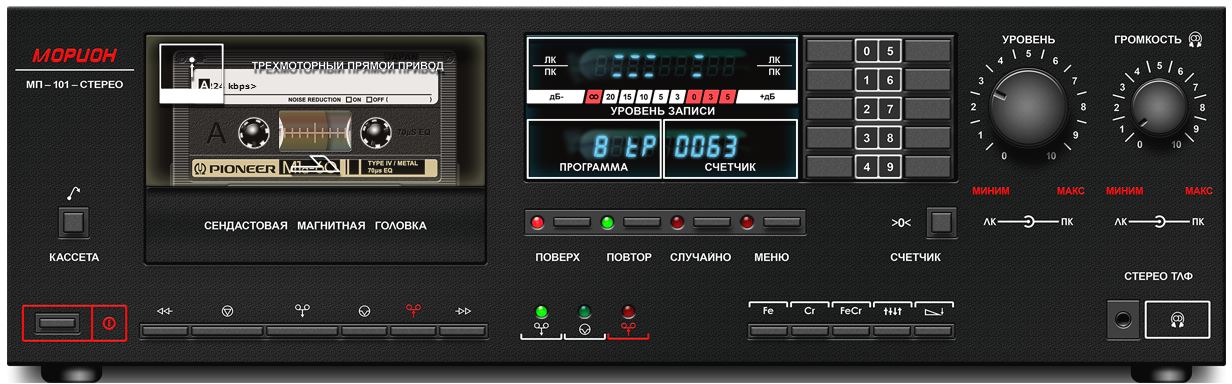 МОРИОН
МП – 101 – СТЕРЕО
ТРЕХМОТОРНЫЙ ПРЯМОЙ ПРИВОД
A 24 kbps>
NOISE REDUCTION ON OFF ( )
A
70µS EQ
PIONEER
TYPE IV / METAL
70µs EQ
СЕНДАСТОВАЯ МАГНИТНАЯ ГОЛОВКА
КАССЕТА
ЛК
ПК
ЛК
ПК
дБ- ∞ 20 15 10 5 3 0 3 5 +дБ
УРОВЕНЬ ЗАПИСИ
8 tP
ПРОГРАММА
0063
СЧЕТЧИК
0 5
1 6
2 7
3 8
4 9
ПОВЕРХ
ПОВТОР
СЛУЧАЙНО
МЕНЮ
>0<
СЧЕТЧИК
Fe
Cr
FeCr
УРОВЕНЬ
0 1 2 3 4 5 6 7 8 9 10
МИНИМ
МАКС
ЛК
ПК
ГРОМКОСТЬ
0 1 2 3 4 5 6 7 8 9 10
МИНИМ
МАКС
ЛК
ПК
СТЕРЕО ТЛФ